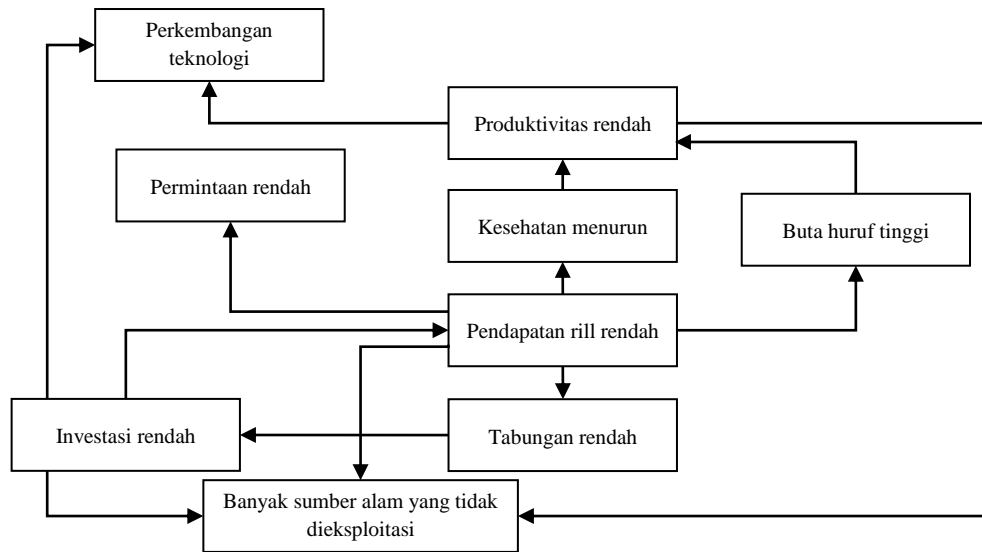 Perkembangan
teknologi
Produktivitas rendah
Permintaan rendah
Kesehatan menurun
Buta huruf tinggi
Pendapatan rill rendah
Investasi rendah
Tabungan rendah
Banyak sumber alam yang tidak
dieksploitasi